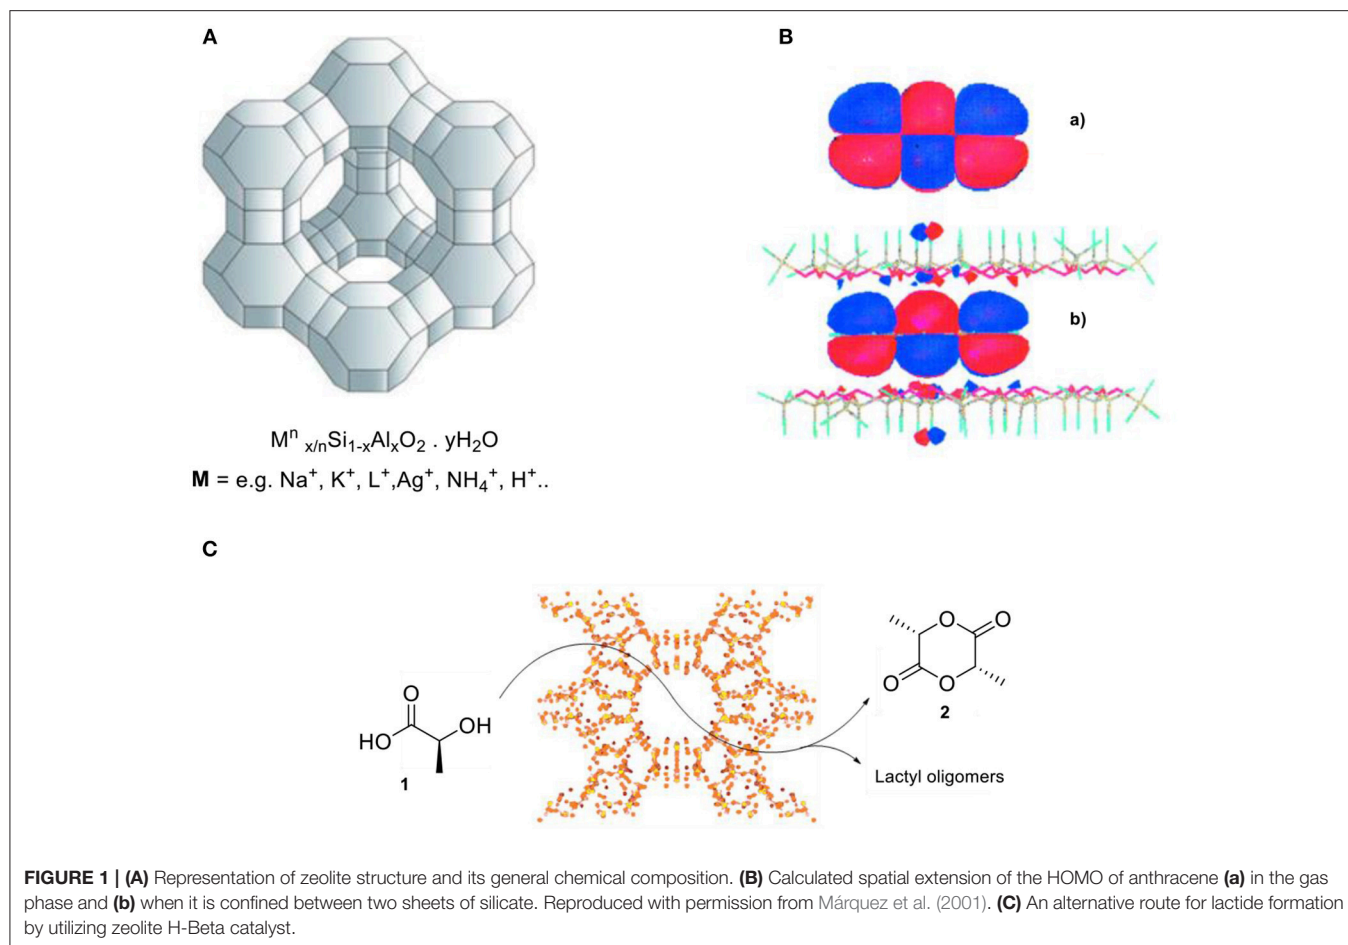 A
B
a)
b)
Mⁿ x/nSi1-xAlxO2 . yH2O
M = e.g. Na⁺, K⁺, L⁺,Ag⁺, NH4⁺, H⁺..
C
O
HO
OH
1
O
O
O
O
2
Lactyl oligomers
FIGURE 1 | (A) Representation of zeolite structure and its general chemical composition. (B) Calculated spatial extension of the HOMO of anthracene (a) in the gas
phase and (b) when it is confined between two sheets of silicate. Reproduced with permission from Márquez et al. (2001). (C) An alternative route for lactide formation
by utilizing zeolite H-Beta catalyst.